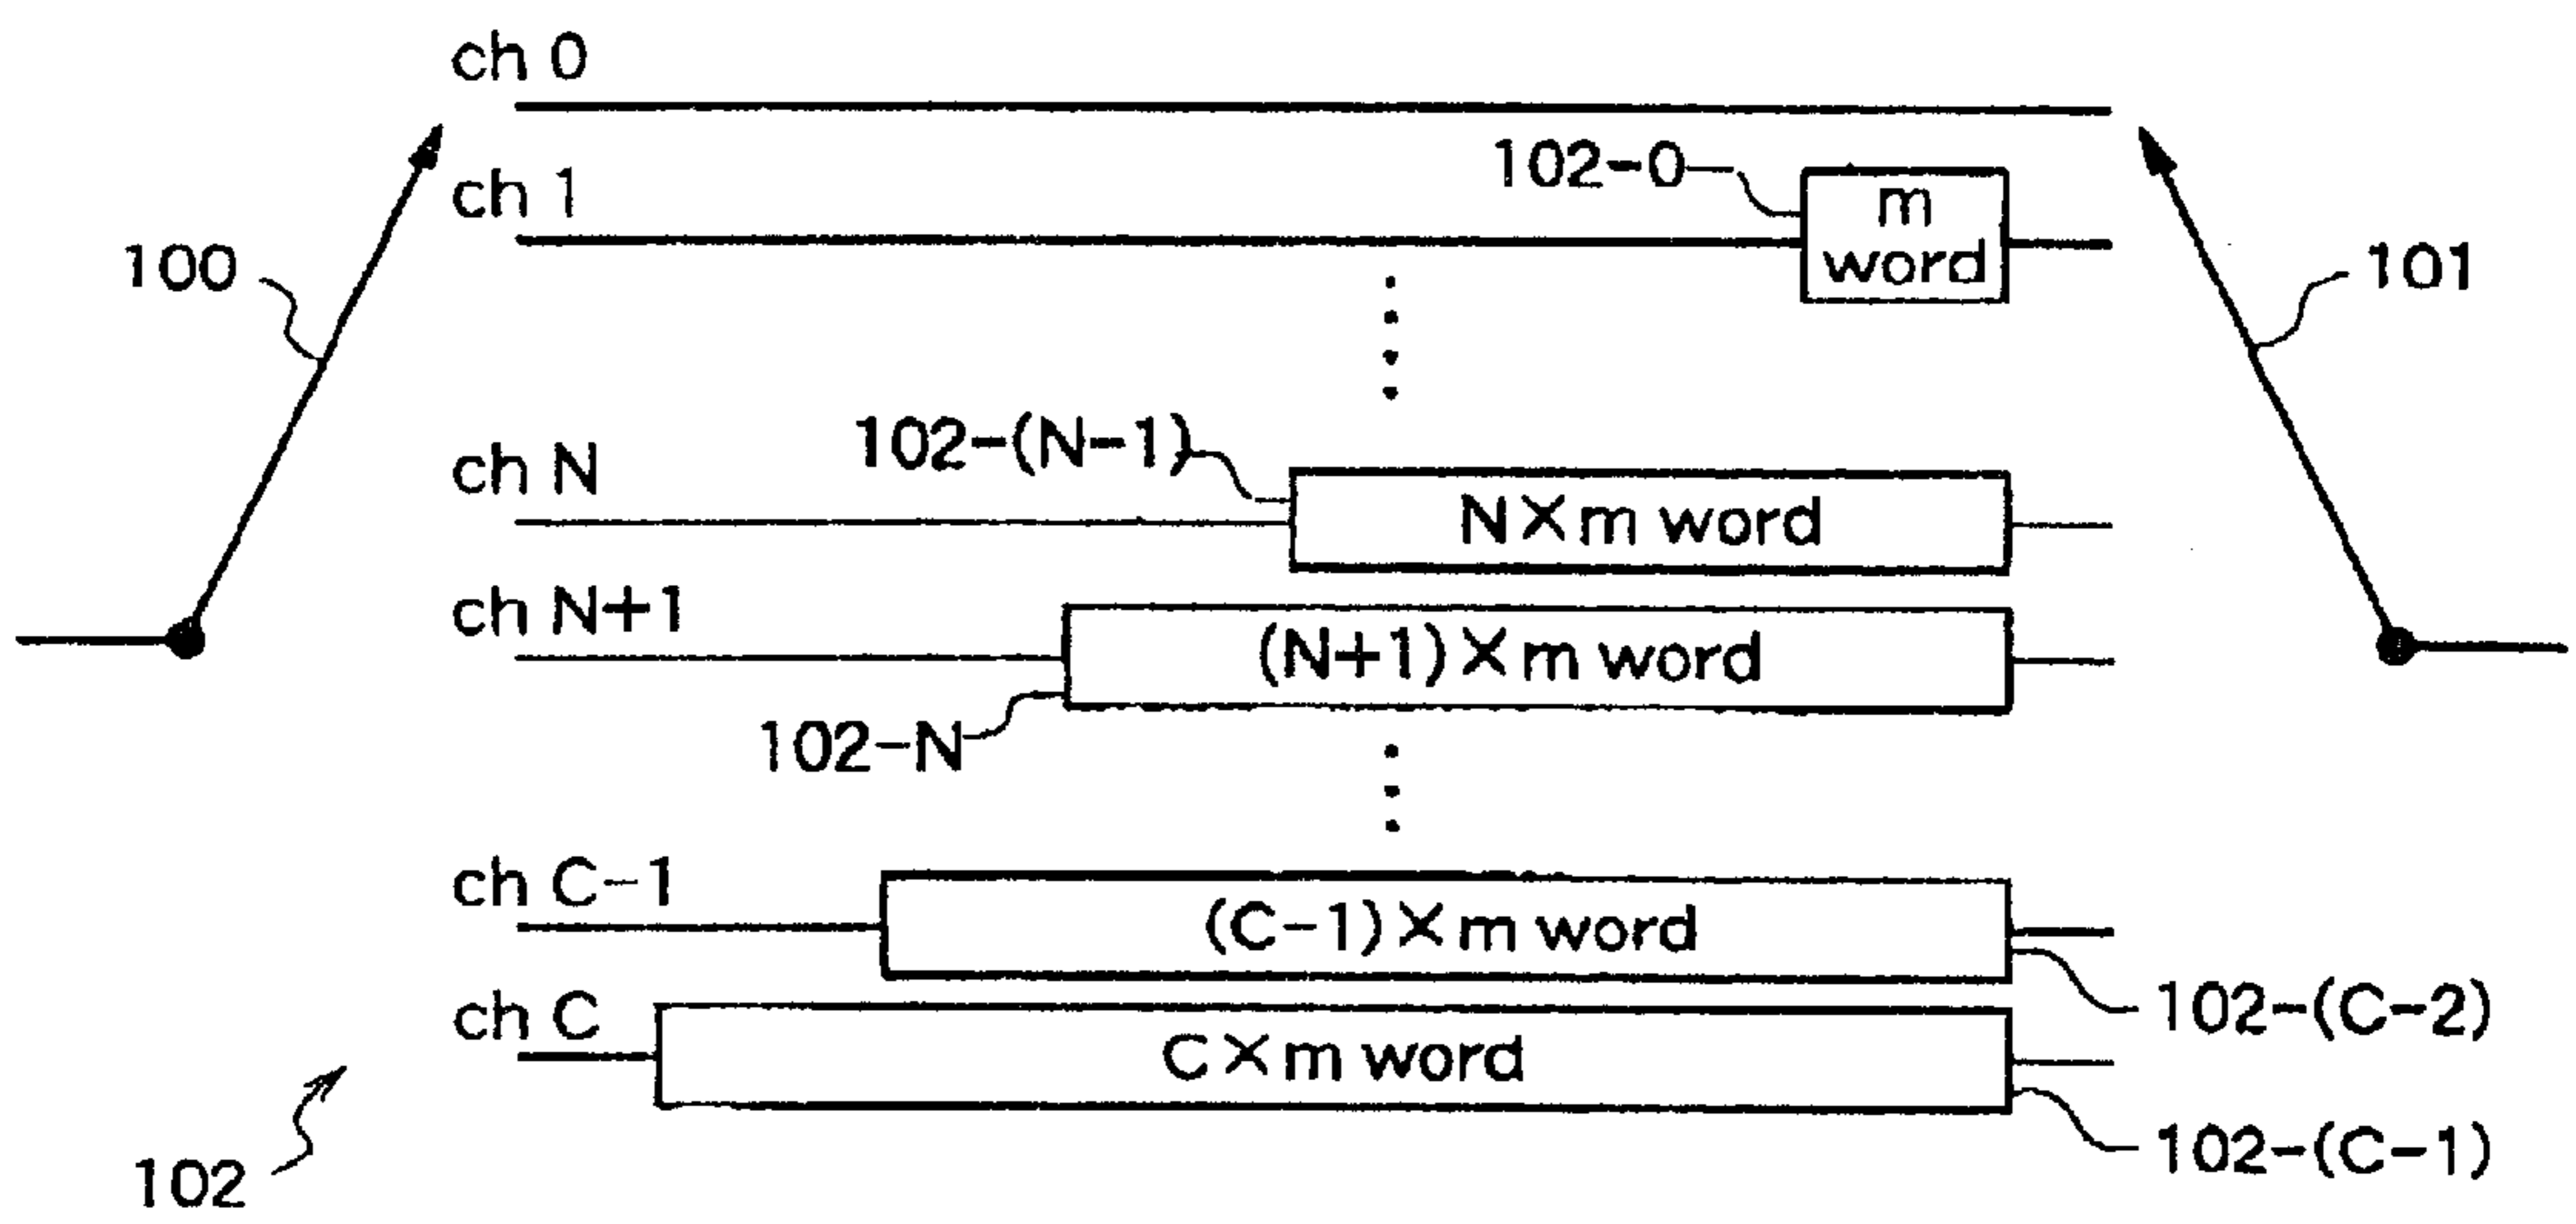 ch 0
102-0
ch 1
m
word
100
101
102-(N-1)
ch N
N×m word
ch N+1
(N+1)×m word
102-N
ch C-1
(C-1)×m word
102-(C-2)
ch C
C×m word
102-(C-1)
102